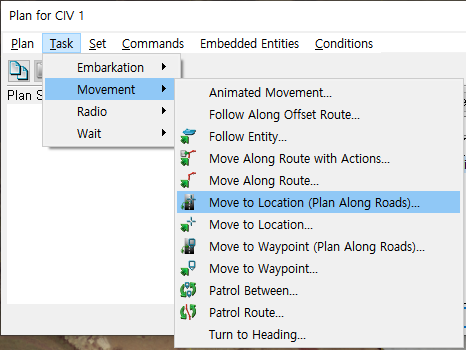 Plan for CIV 1
Plan Task Set Commands Embedded Entities Conditions
Plan S
Embarkation
Movement
Radio
Wait
Animated Movement...
Follow Along Offset Route...
Follow Entity...
Move Along Route with Actions...
Move Along Route...
Move to Location (Plan Along Roads)...
Move to Location...
Move to Waypoint (Plan Along Roads)...
Move to Waypoint...
Patrol Between...
Patrol Route...
Turn to Heading...